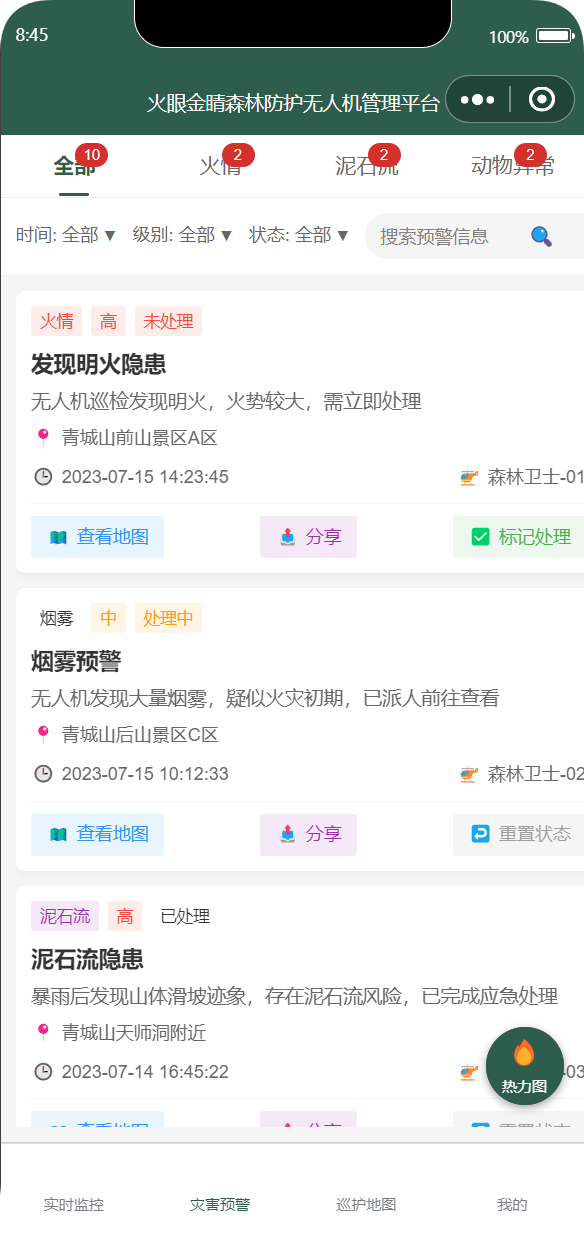 8:45 100%
火眼金睛森林防护无人机管理平台
全部 10 火情 2 泥石流 2 动物异常 2
时间: 全部 ▼ 级别: 全部 ▼ 状态: 全部 ▼ 搜索预警信息
火情 高 未处理
发现明火隐患
无人机巡检发现明火，火势较大，需立即处理
青城山前山景区A区
2023-07-15 14:23:45 森林卫士-01
查看地图 分享 标记处理
烟雾 中 处理中
烟雾预警
无人机发现大量烟雾，疑似火灾初期，已派人前往查看
青城山后山景区C区
2023-07-15 10:12:33 森林卫士-02
查看地图 分享 重置状态
泥石流 高 已处理
泥石流隐患
暴雨后发现山体滑坡迹象，存在泥石流风险，已完成应急处理
青城山天师洞附近
2023-07-14 16:45:22 -03
热力图
查看地图 分享 重置状态
实时监控 灾害预警 巡护地图 我的